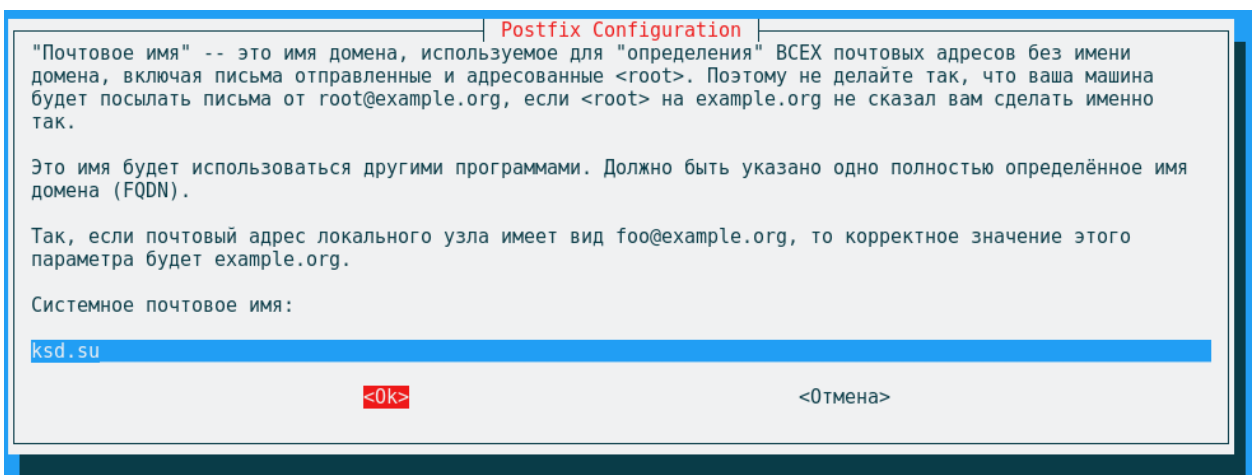 Postfix Configuration
"Почтовое имя" -- это имя домена, используемое для "определения" ВСЕХ почтовых адресов без имени
домена, включая письма отправленные и адресованные <root>. Поэтому не делайте так, что ваша машина
будет посылать письма от root@example.org, если <root> на example.org не сказал вам сделать именно
так.
Это имя будет использоваться другими программами. Должно быть указано одно полностью определённое имя
домена (FQDN).
Так, если почтовый адрес локального узла имеет вид foo@example.org, то корректное значение этого
параметра будет example.org.
Системное почтовое имя:
ksd.su
<Ok> <Отмена>